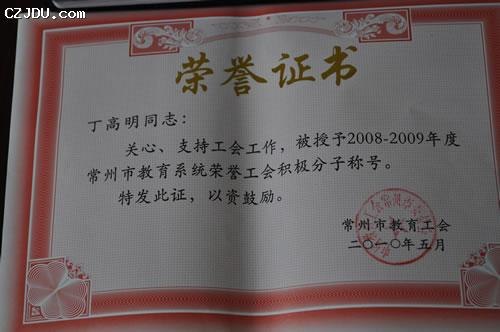 CZJDU.com
荣誉证书
丁高明同志:
关心、支持工会工作,被授予2008-2009年度
常州市教育系统荣誉工会积极分子称号。
特发此证,以资鼓励。
常州市教育工会
二〇一〇年五月